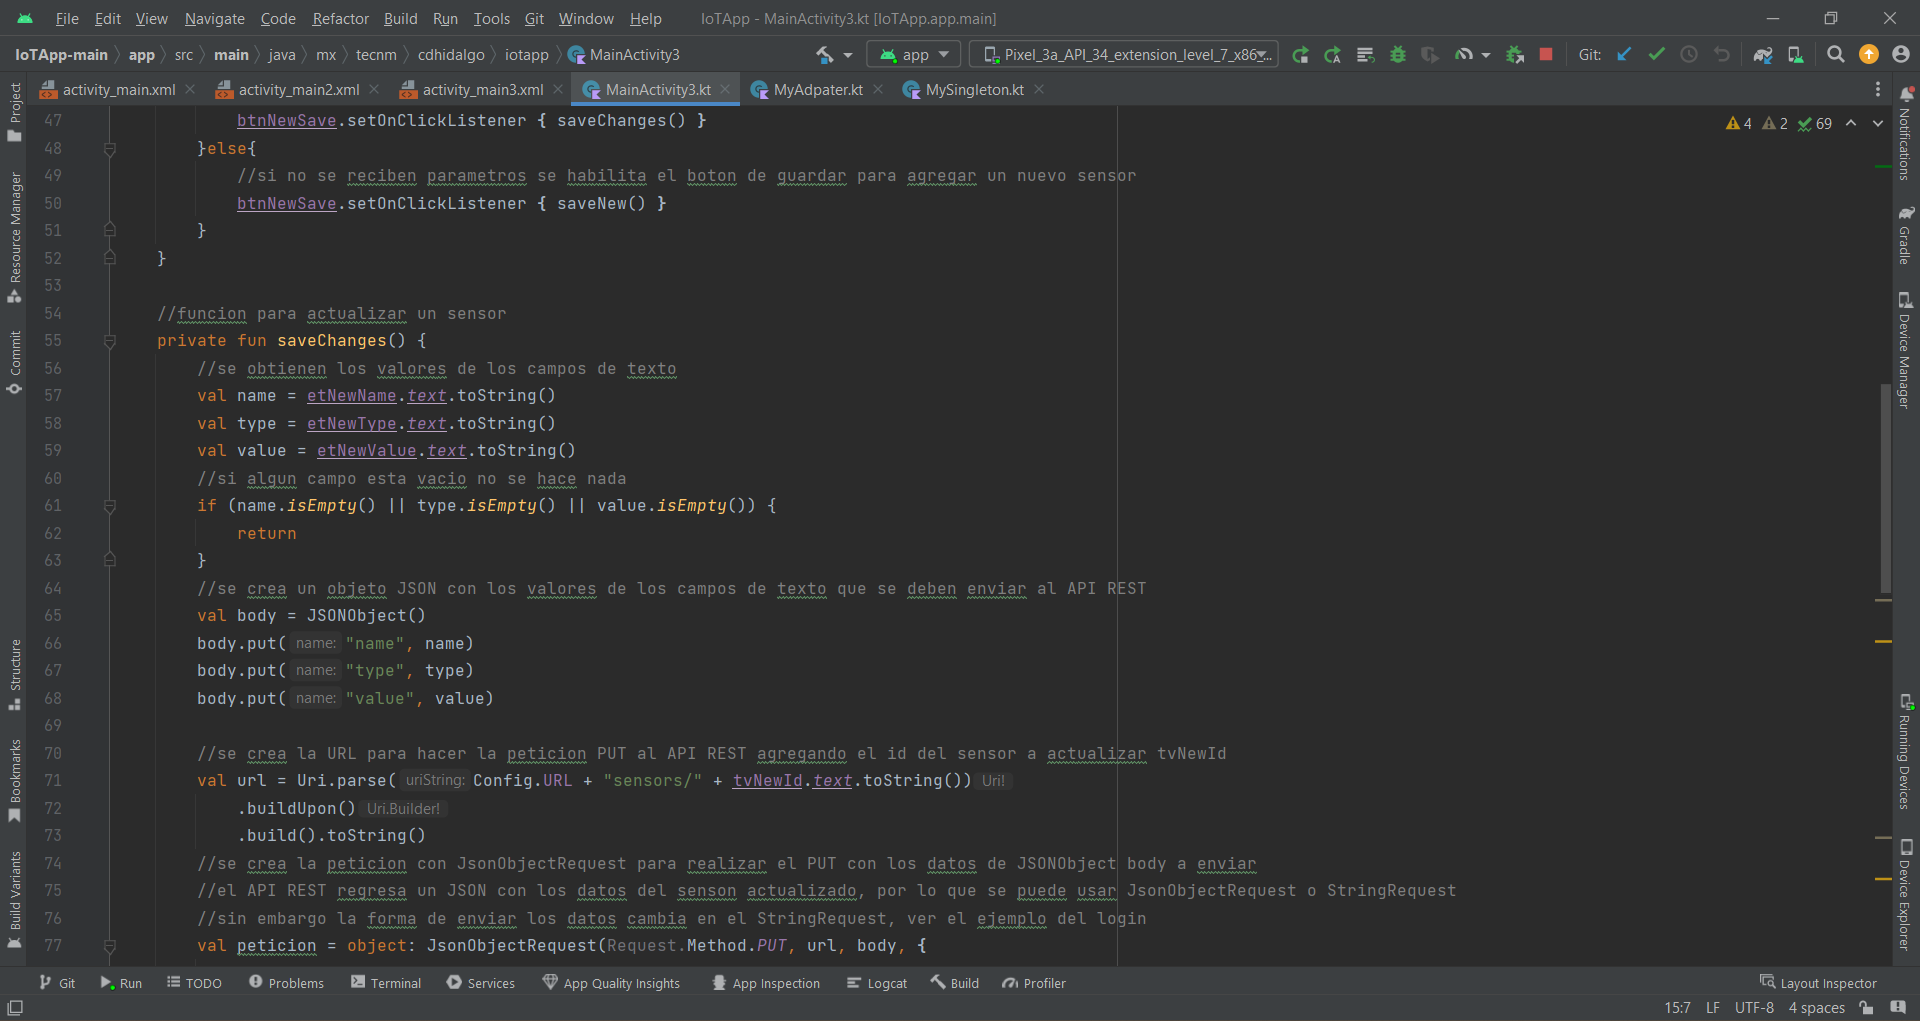 File Edit View Navigate Code Refactor Build Run Tools Git Window Help IoTApp - MainActivity3.kt [IoTApp.app.main]
IoTApp-main app src main java mx tecnm cdhidalgo iotapp MainActivity3 app Pixel_3a_API_34_extension_level_7_x86... Git:
activity_main.xml activity_main2.xml activity_main3.xml MainActivity3.kt MyAdpater.kt MySingleton.kt
4 2 69
47 btnNewSave.setOnClickListener { saveChanges() }
48 }else{
49 //si no se reciben parametros se habilita el boton de guardar para agregar un nuevo sensor
50 btnNewSave.setOnClickListener { saveNew() }
51 }
52 }
53
54 //funcion para actualizar un sensor
55 private fun saveChanges() {
56 //se obtienen los valores de los campos de texto
57 val name = etNewName.text.toString()
58 val type = etNewType.text.toString()
59 val value = etNewValue.text.toString()
60 //si algun campo esta vacio no se hace nada
61 if (name.isEmpty() || type.isEmpty() || value.isEmpty()) {
62 return
63 }
64 //se crea un objeto JSON con los valores de los campos de texto que se deben enviar al API REST
65 val body = JSONObject()
66 body.put( name: "name", name)
67 body.put( name: "type", type)
68 body.put( name: "value", value)
69
70 //se crea la URL para hacer la peticion PUT al API REST agregando el id del sensor a actualizar tvNewId
71 val url = Uri.parse( uriString: Config.URL + "sensors/" + tvNewId.text.toString()) Uri!
72 .buildUpon() Uri.Builder!
73 .build().toString()
74 //se crea la peticion con JsonObjectRequest para realizar el PUT con los datos de JSONObject body a enviar
75 //el API REST regresa un JSON con los datos del senson actualizado, por lo que se puede usar JsonObjectRequest o StringRequest
76 //sin embargo la forma de enviar los datos cambia en el StringRequest, ver el ejemplo del login
77 val peticion = object: JsonObjectRequest(Request.Method.PUT, url, body, {
Project
Resource Manager
Commit
Structure
Bookmarks
Build Variants
Notifications
Gradle
Device Manager
Running Devices
Device Explorer
Git Run TODO Problems Terminal Services App Quality Insights App Inspection Logcat Build Profiler Layout Inspector
15:7 LF UTF-8 4 spaces